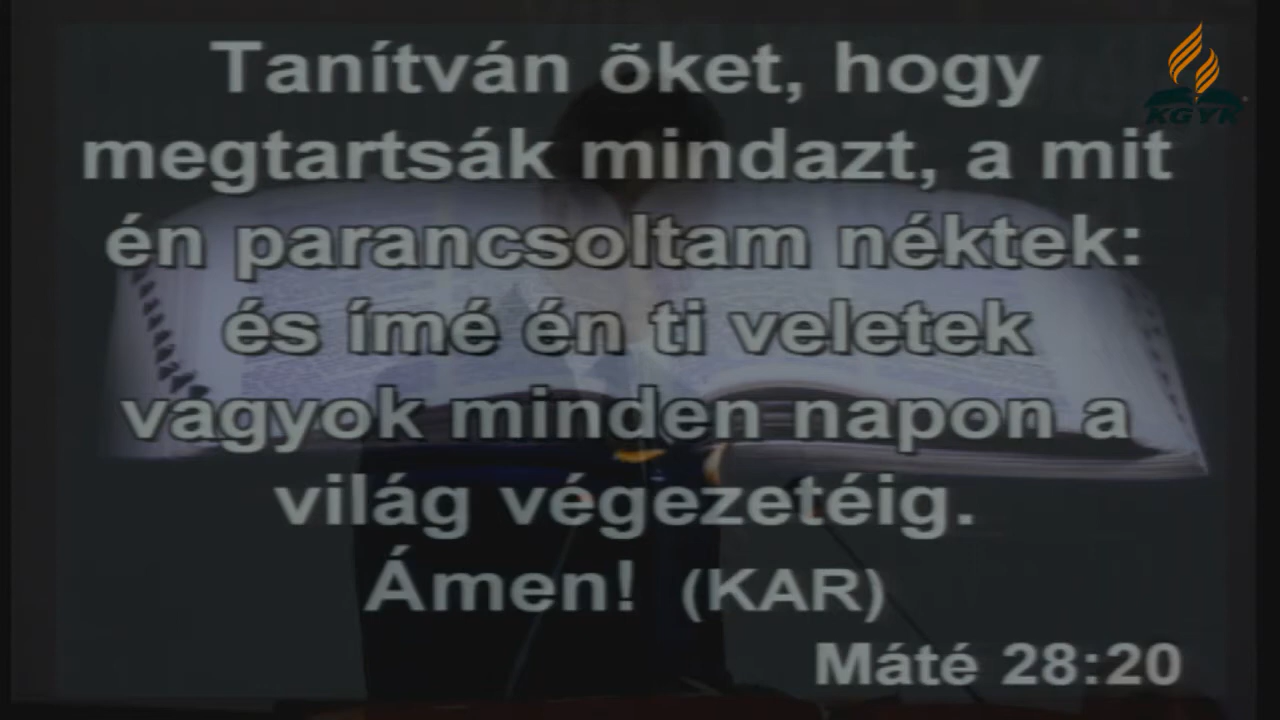 Tanítván õket, hogy
megtartsák mindazt, a mit
én parancsoltam néktek:
és ímé én ti veletek
vagyok minden napon a
világ végezetéig.
Ámen! (KAR)
Máté 28:20
KGYK